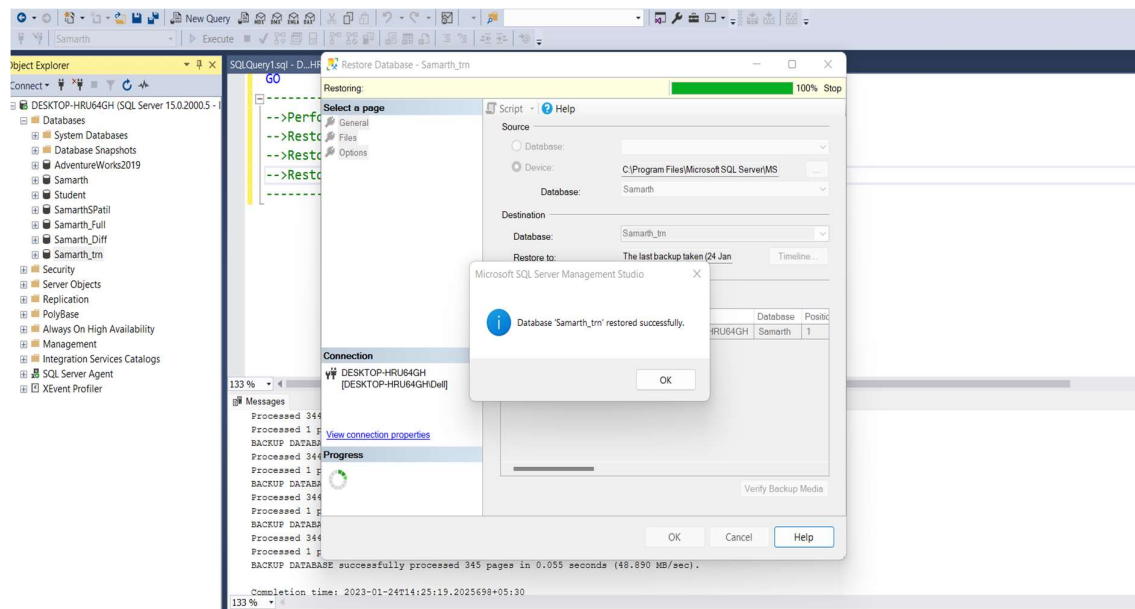 New Query
MDX DMX XMLA DAX
Samarth
Execute
Object Explorer
Connect
DESKTOP-HRU64GH (SQL Server 15.0.2000.5 - 
Databases
System Databases
Database Snapshots
AdventureWorks2019
Samarth
Student
SamarthSPatil
Samarth_Full
Samarth_Diff
Samarth_trn
Security
Server Objects
Replication
PolyBase
Always On High Availability
Management
Integration Services Catalogs
SQL Server Agent
XEvent Profiler
SQLQuery1.sql - D...HR
GO
-->Perfo
-->Resto
-->Resto
-->Resto
133 %
Messages
Processed 344
Processed 1 p
BACKUP DATABA
Processed 344
Processed 1 p
BACKUP DATABA
Processed 344
Processed 1 p
BACKUP DATABA
Processed 344
Processed 1 p
BACKUP DATABASE successfully processed 345 pages in 0.055 seconds (48.890 MB/sec).
Completion time: 2023-01-24T14:25:19.2025698+05:30
133 %
Restore Database - Samarth_trn
Restoring:
100% Stop
Select a page
General
Files
Options
Connection
DESKTOP-HRU64GH
[DESKTOP-HRU64GH\Dell]
View connection properties
Progress
Script
Help
Source
Database:
Device:
C:\Program Files\Microsoft SQL Server\MS
...
Database:
Samarth
Destination
Database:
Samarth_trn
Restore to:
The last backup taken (24 Jan
Timeline...
Database Positic
HRU64GH Samarth 1
Verify Backup Media
OK Cancel Help
Microsoft SQL Server Management Studio
Database 'Samarth_trn' restored successfully.
OK